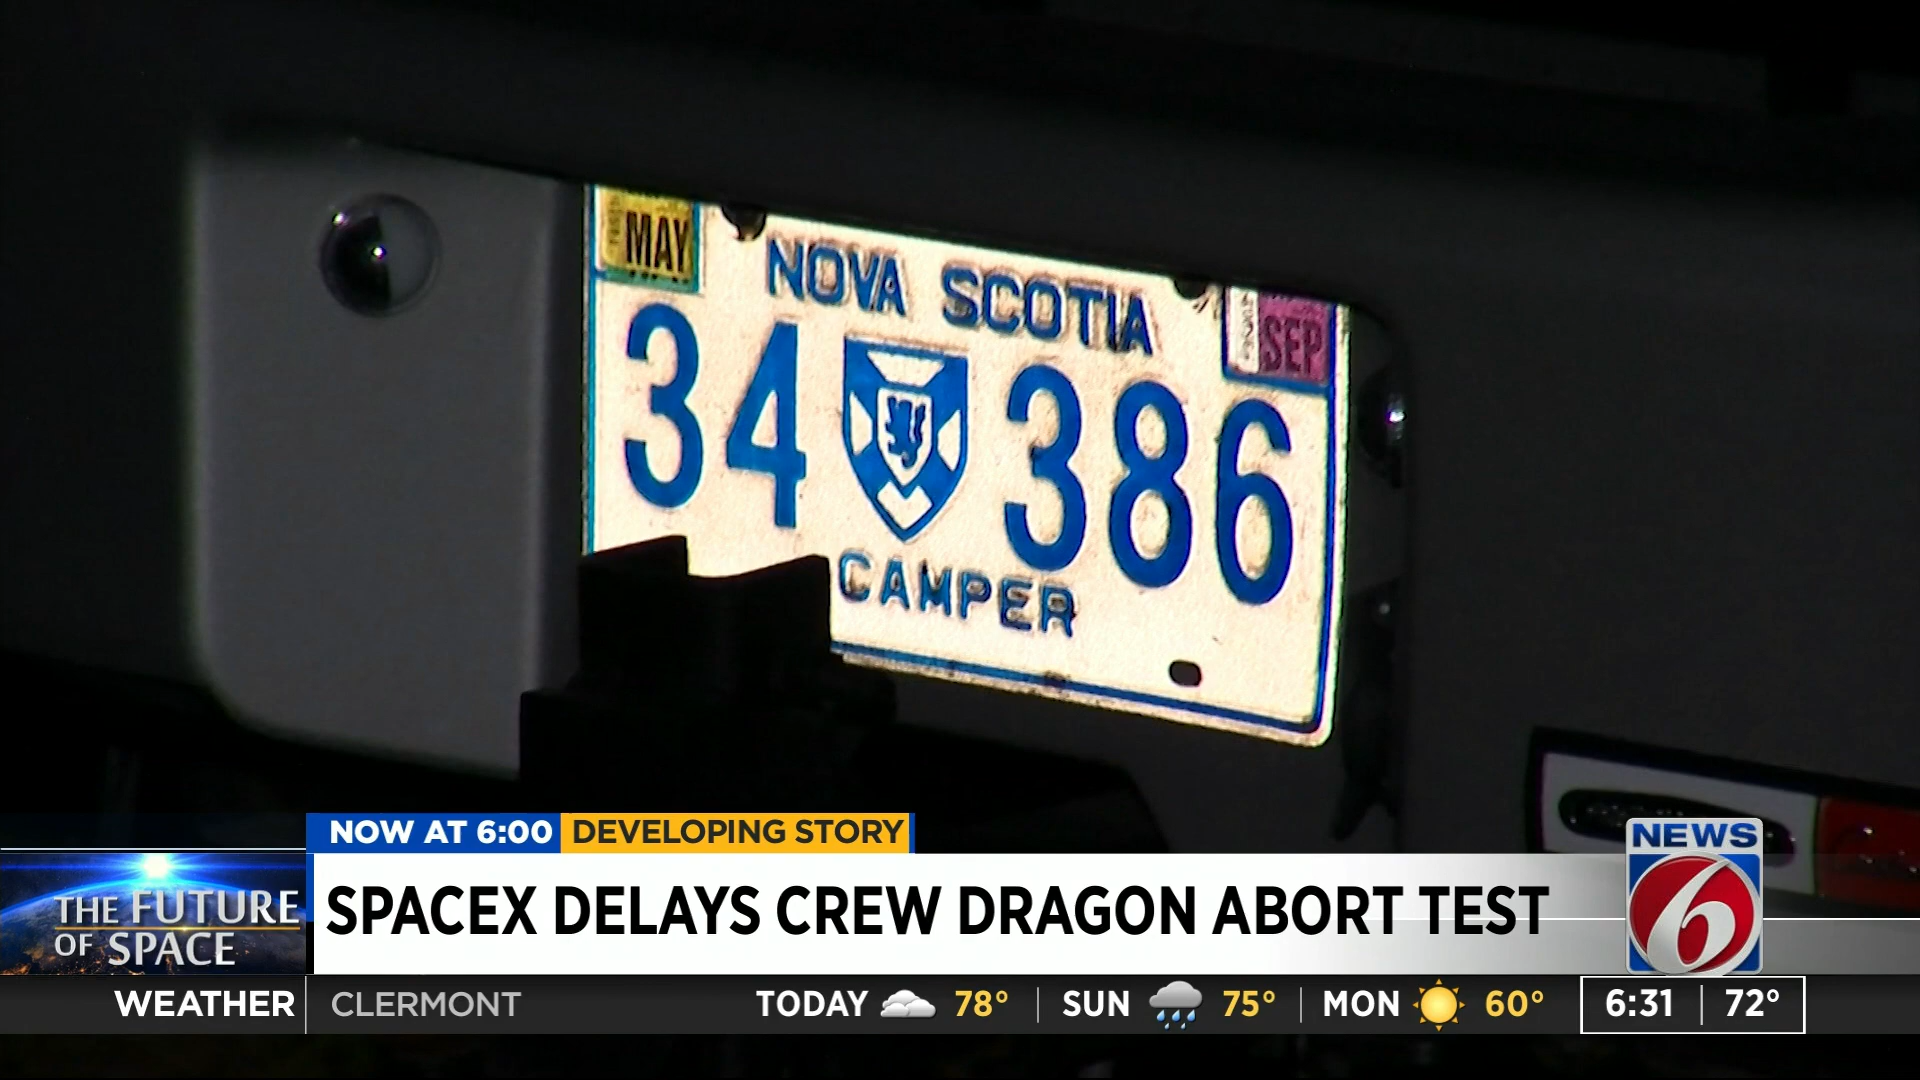 MAY
NOVA SCOTIA
SEP
34 386
CAMPER
NOW AT 6:00 DEVELOPING STORY
THE FUTURE
OF SPACE
SPACEX DELAYS CREW DRAGON ABORT TEST
NEWS
6
WEATHER CLERMONT TODAY 78° SUN 75° MON 60° 6:31 72°